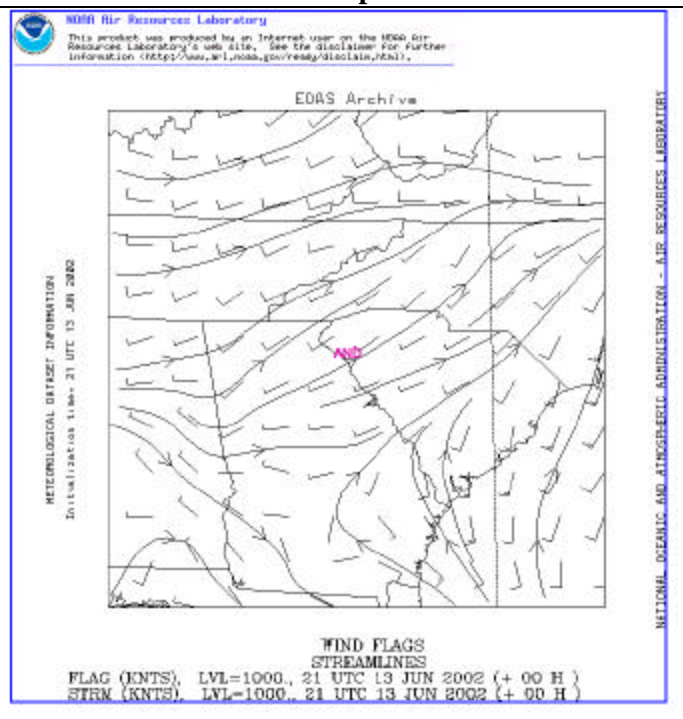 NOAA Air Resources Laboratory
This product was produced by an Internet user on the NOAA Air
Resources Laboratory's web site. See the disclaimer for further
information (http://www.arl.noaa.gov/ready/disclaim.html).
EDAS Archive
METEOROLOGICAL DATASET INFORMATION
Initialization time: 21 UTC 13 JUN 2002
AND
NATIONAL OCEANIC AND ATMOSPHERIC ADMINISTRATION - AIR RESOURCES LABORATORY
WIND FLAGS
STREAMLINES
FLAG (KNTS), LVL=1000., 21 UTC 13 JUN 2002 (+ 00 H )
STRM (KNTS), LVL=1000., 21 UTC 13 JUN 2002 (+ 00 H )